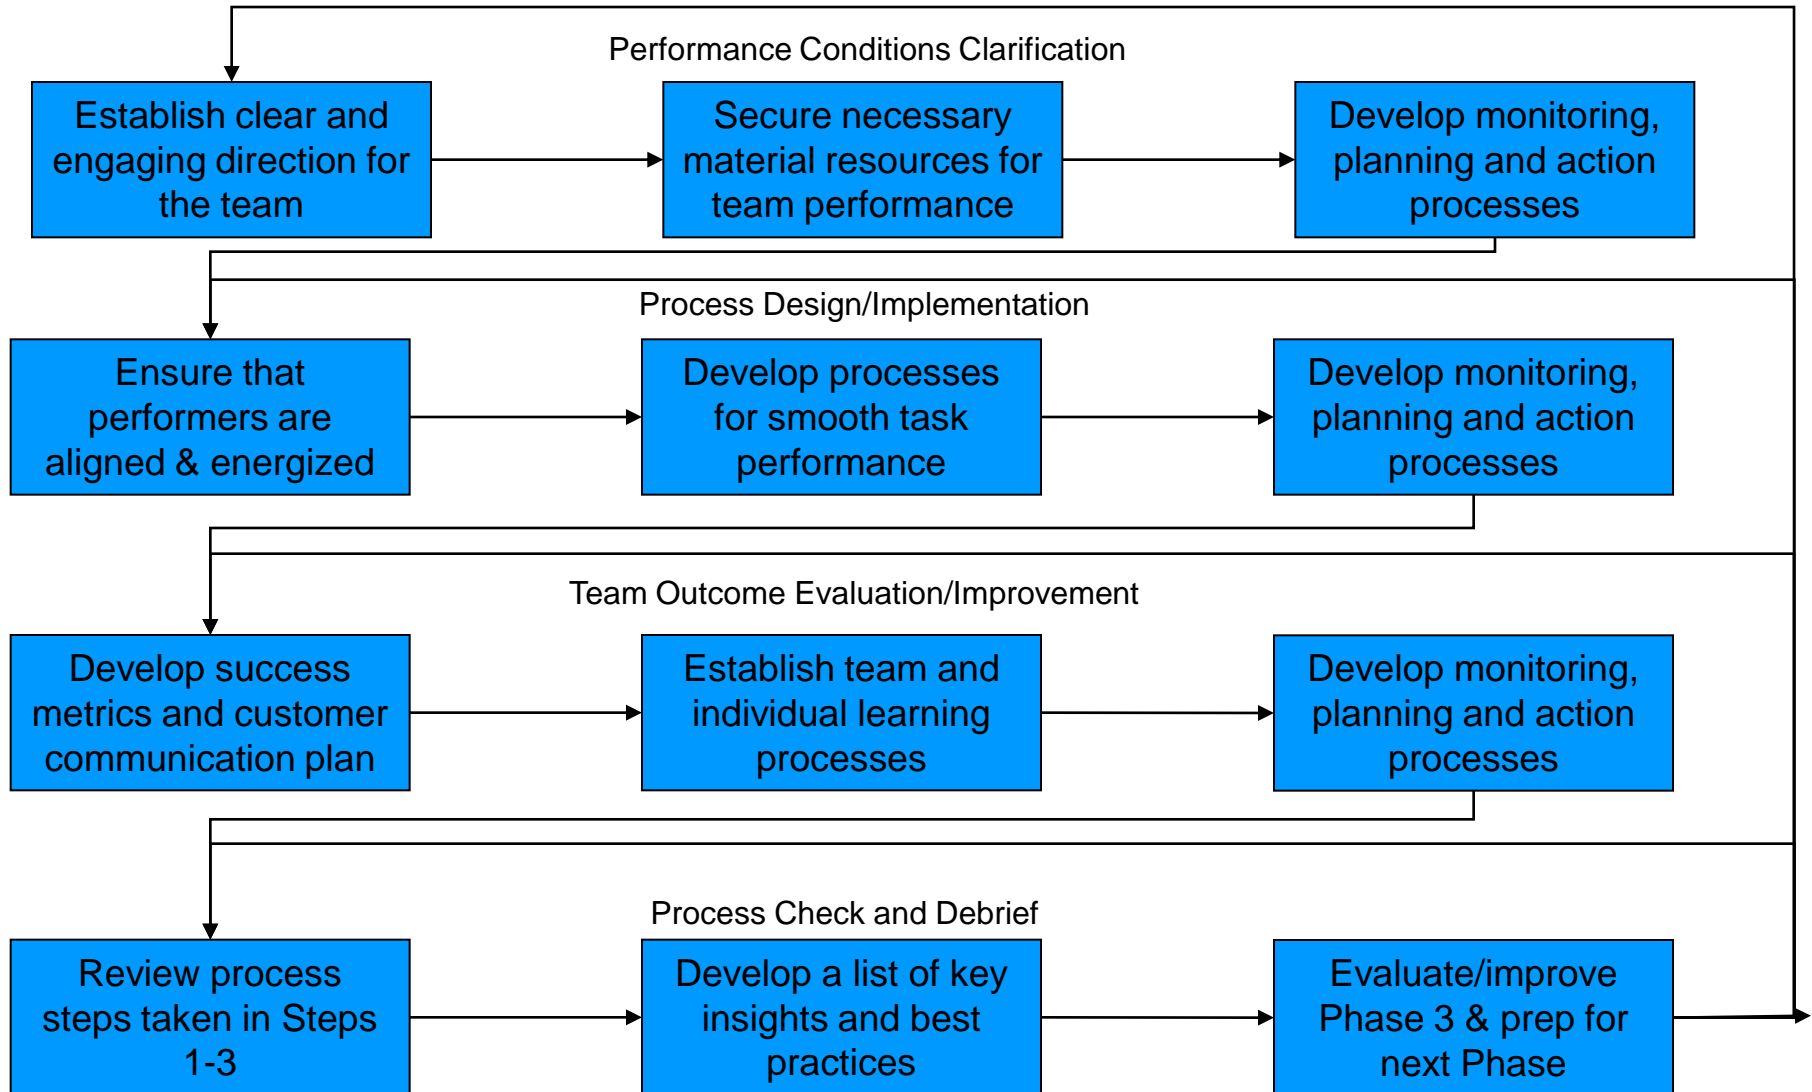 Performance Conditions Clarification
Establish clear and
engaging direction for
the team
Secure necessary
material resources for
team performance
Develop monitoring,
planning and action
processes
Process Design/Implementation
Ensure that
performers are
aligned & energized
Develop processes
for smooth task
performance
Develop monitoring,
planning and action
processes
Team Outcome Evaluation/Improvement
Develop success
metrics and customer
communication plan
Establish team and
individual learning
processes
Develop monitoring,
planning and action
processes
Process Check and Debrief
Review process
steps taken in Steps
1-3
Develop a list of key
insights and best
practices
Evaluate/improve
Phase 3 & prep for
next Phase